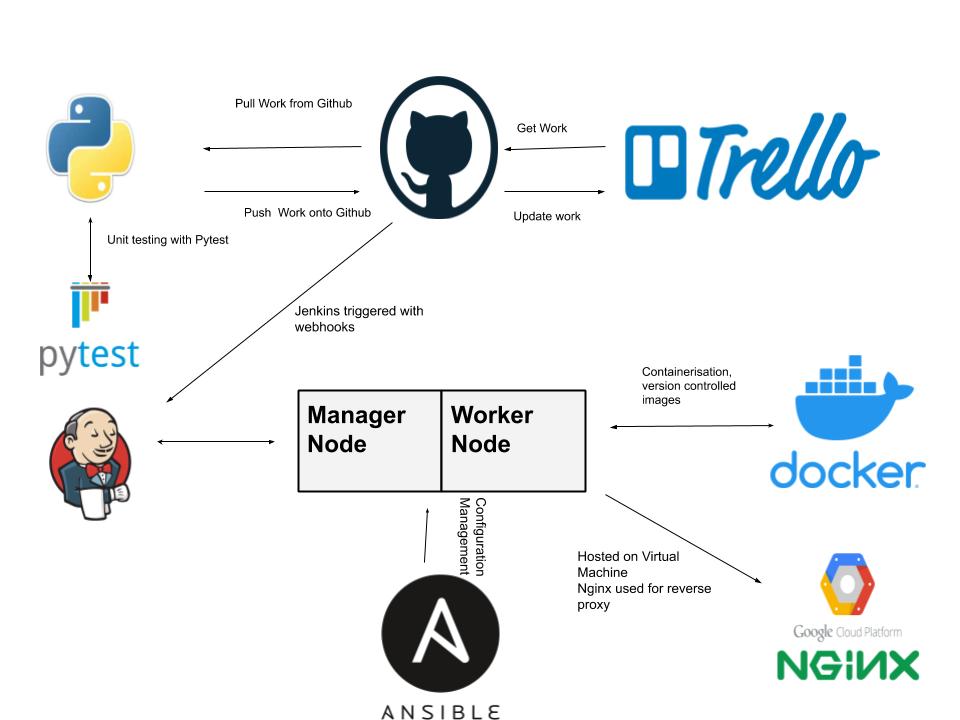 Pull Work from Github
Get Work
Trello
Push Work onto Github
Update work
Unit testing with Pytest
pytest
Jenkins triggered with
webhooks
Containerisation,
version controlled
images
Manager
Node
Worker
Node
docker
Configuration
Management
Hosted on Virtual
Machine
Nginx used for reverse
proxy
Google Cloud Platform
NGiNX
ANSIBLE